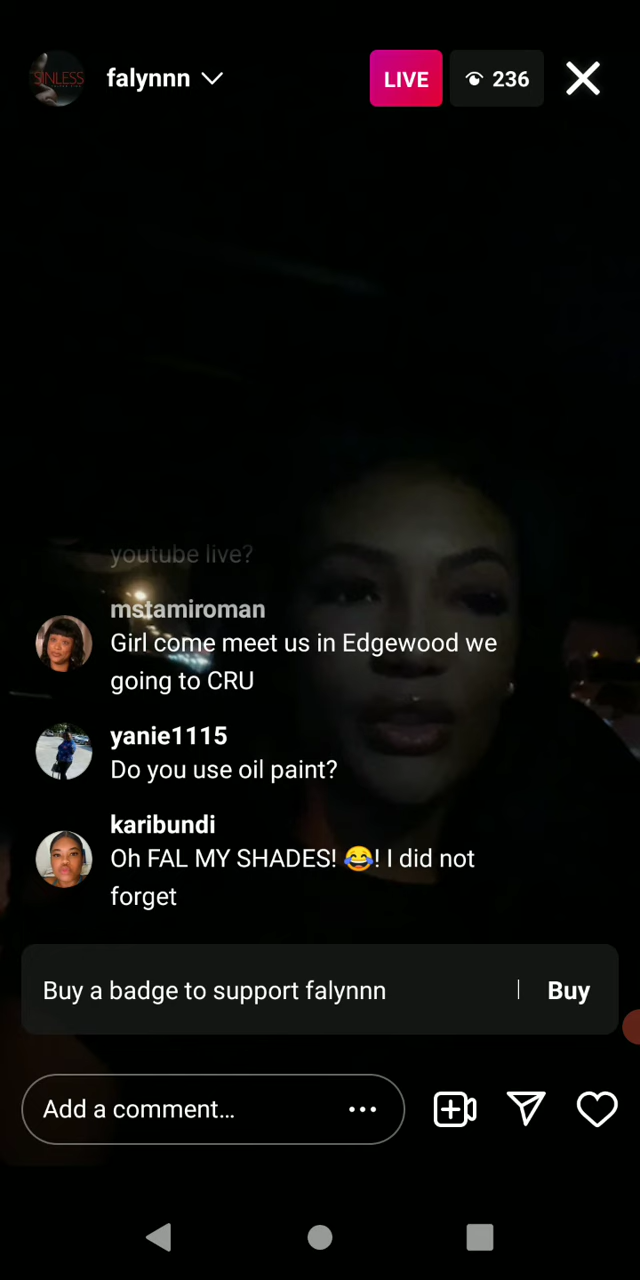 SINLESS
falynnn
LIVE
236
youtube live?
mstamiroman
Girl come meet us in Edgewood we
going to CRU
yanie1115
Do you use oil paint?
karibundi
Oh FAL MY SHADES! 😂! I did not
forget
Buy a badge to support falynnn
Buy
Add a comment...